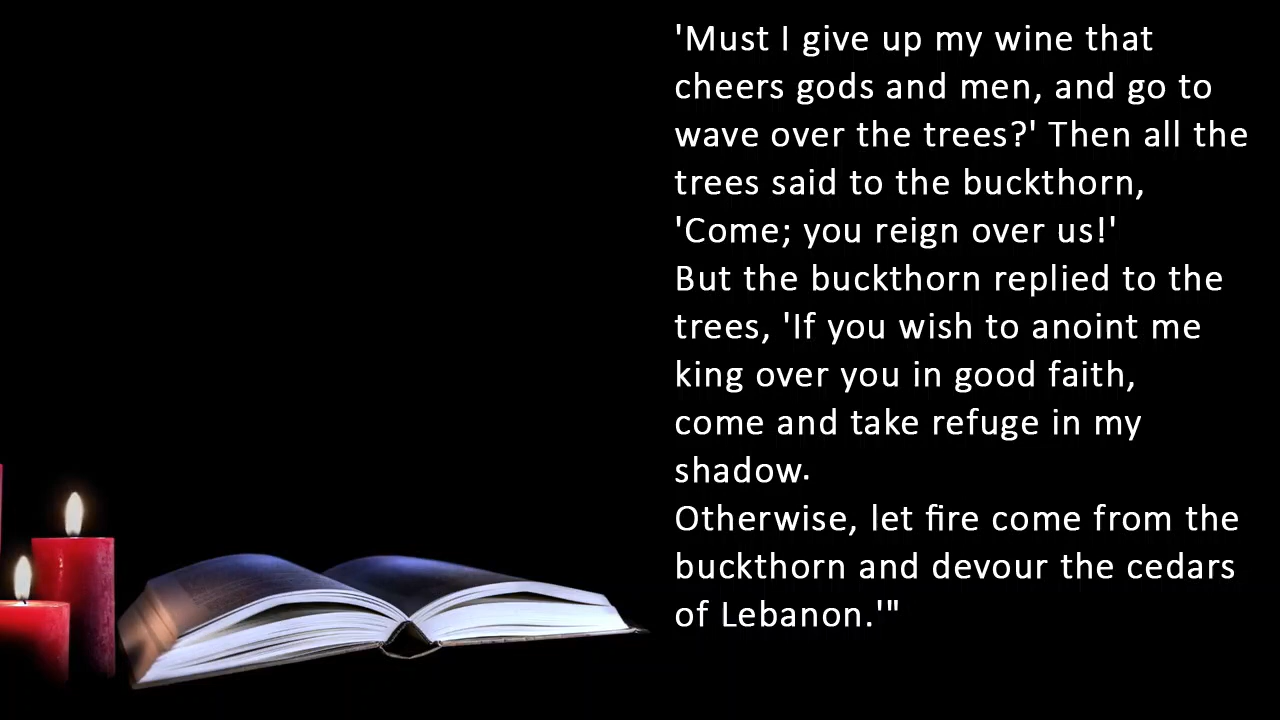 'Must I give up my wine that
cheers gods and men, and go to
wave over the trees?' Then all the
trees said to the buckthorn,
'Come; you reign over us!'
But the buckthorn replied to the
trees, 'If you wish to anoint me
king over you in good faith,
come and take refuge in my
shadow.
Otherwise, let fire come from the
buckthorn and devour the cedars
of Lebanon.'"